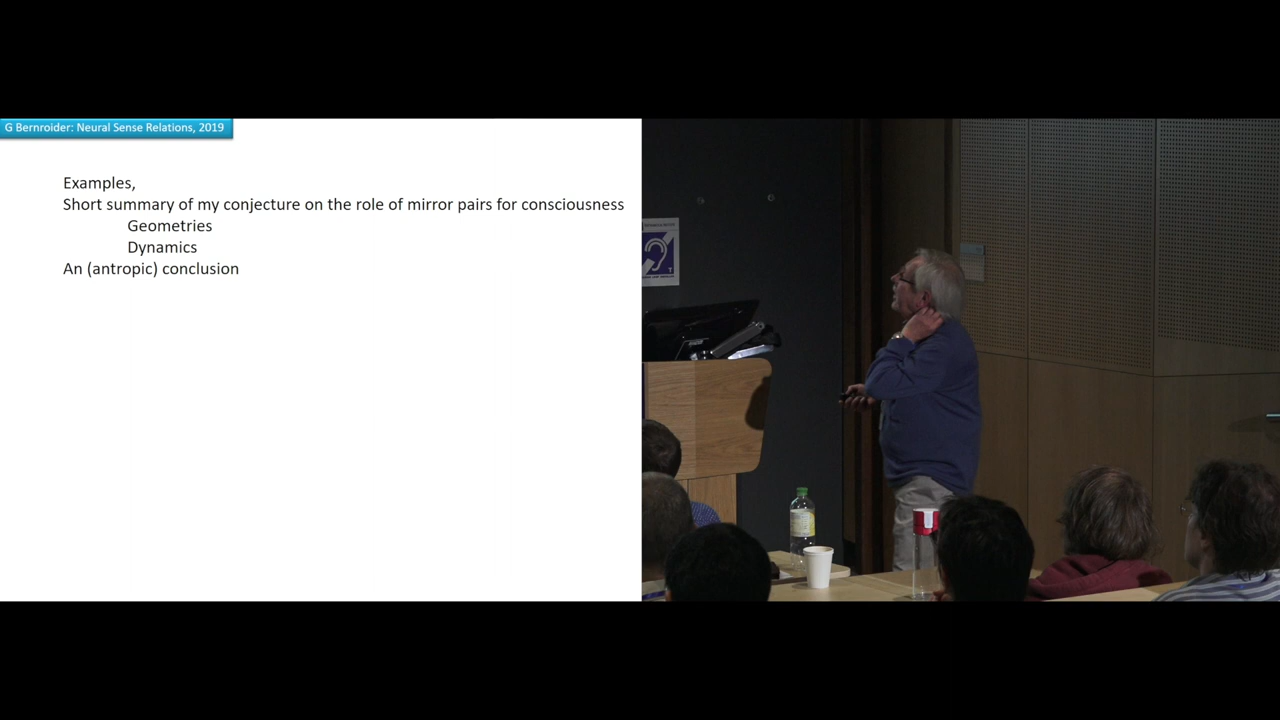 G Bernroider: Neural Sense Relations, 2019
Examples,
Short summary of my conjecture on the role of mirror pairs for consciousness
Geometries
Dynamics
An (antropic) conclusion
T